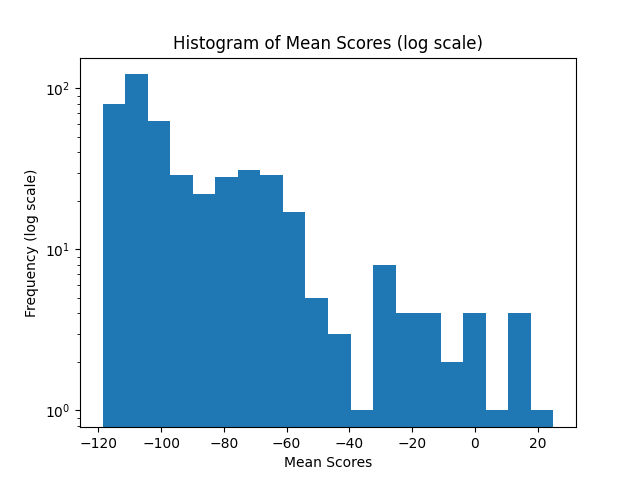 Histogram of Mean Scores (log scale)
Frequency (log scale)
10²
10¹
10⁰
−120 −100 −80 −60 −40 −20 0 20
Mean Scores